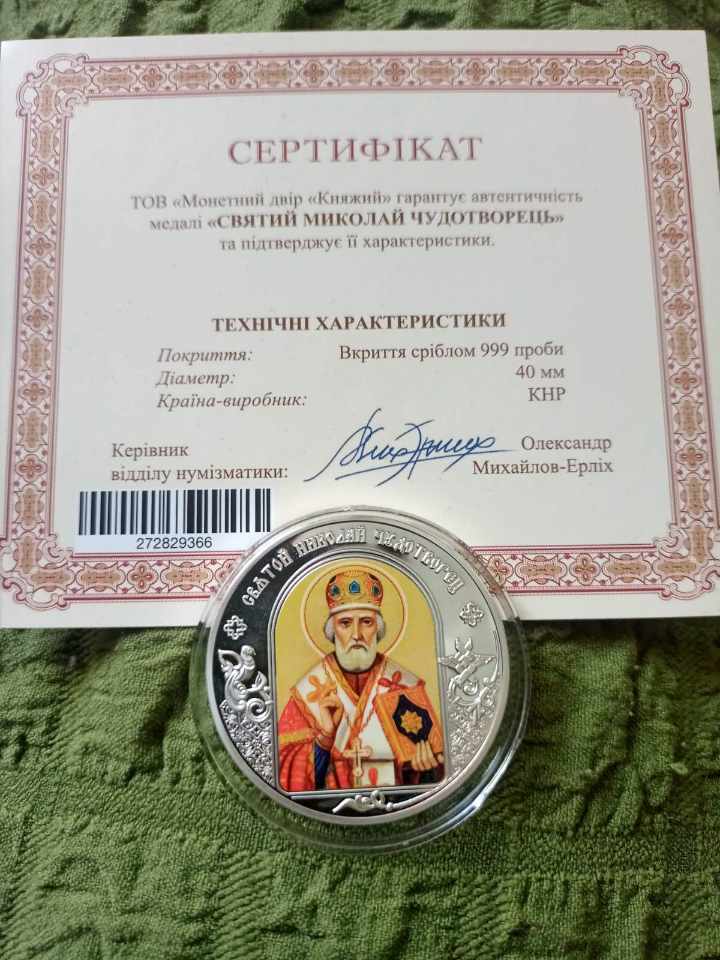 СЕРТИФІКАТ
ТОВ «Монетний двір «Княжий» гарантує автентичність
медалі «СВЯТИЙ МИКОЛАЙ ЧУДОТВОРЕЦЬ»
та підтверджує її характеристики.
ТЕХНІЧНІ ХАРАКТЕРИСТИКИ
Покриття: Вкриття сріблом 999 проби
Діаметр: 40 мм
Країна-виробник: КНР
Керівник
відділу нумізматики:
Олександр
Михайлов-Ерліх
272829366
СВЯТОЙ НИКОЛАЙ ЧУДОТВОРЕЦ